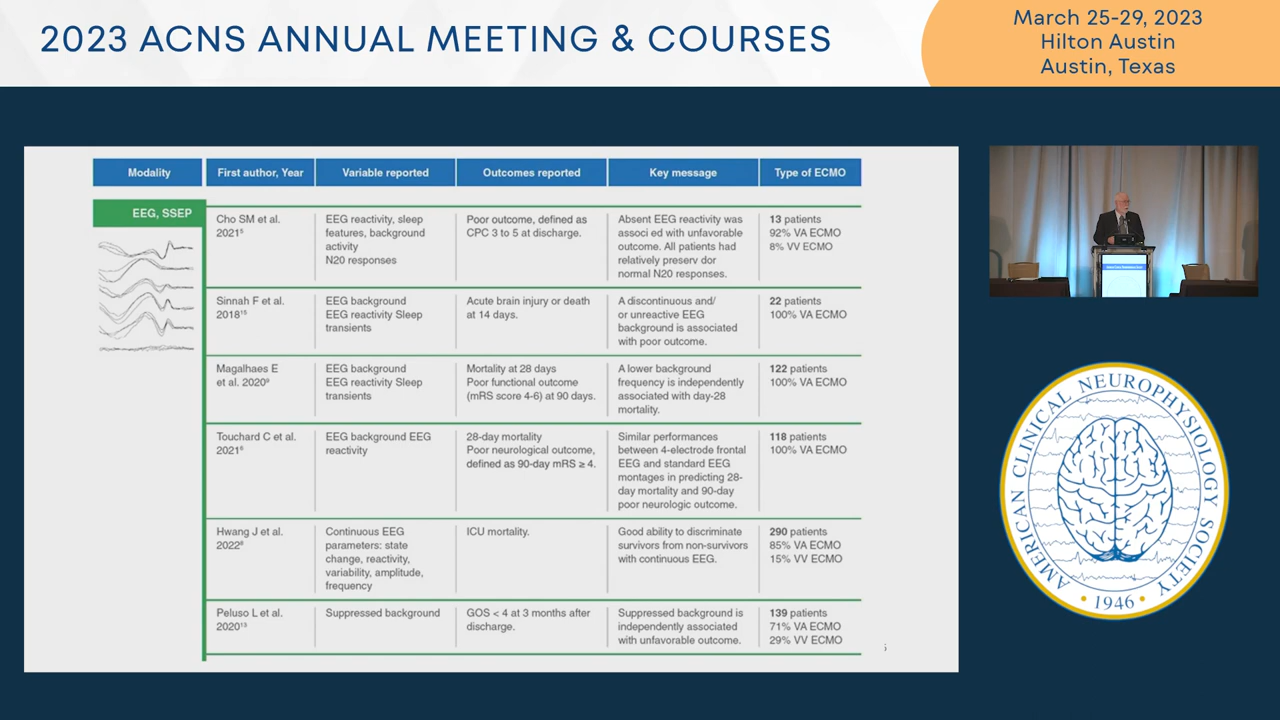 2023 ACNS ANNUAL MEETING & COURSES
March 25-29, 2023
Hilton Austin
Austin, Texas
Modality
First author, Year
Variable reported
Outcomes reported
Key message
Type of ECMO
EEG, SSEP
Cho SM et al.
2021⁵
EEG reactivity, sleep
features, background
activity
N20 responses
Poor outcome, defined as
CPC 3 to 5 at discharge.
Absent EEG reactivity was
associ ed with unfavorable
outcome. All patients had
relatively preserv dor
normal N20 responses.
13 patients
92% VA ECMO
8% VV ECMO
Sinnah F et al.
2018¹⁵
EEG background
EEG reactivity Sleep
transients
Acute brain injury or death
at 14 days.
A discontinuous and/
or unreactive EEG
background is associated
with poor outcome.
22 patients
100% VA ECMO
Magalhaes E
et al. 2020⁹
EEG background
EEG reactivity Sleep
transients
Mortality at 28 days
Poor functional outcome
(mRS score 4-6) at 90 days.
A lower background
frequency is independently
associated with day-28
mortality.
122 patients
100% VA ECMO
Touchard C et al.
2021⁶
EEG background EEG
reactivity
28-day mortality
Poor neurological outcome,
defined as 90-day mRS ≥ 4.
Similar performances
between 4-electrode frontal
EEG and standard EEG
montages in predicting 28-
day mortality and 90-day
poor neurologic outcome.
118 patients
100% VA ECMO
Hwang J et al.
2022⁸
Continuous EEG
parameters: state
change, reactivity,
variability, amplitude,
frequency
ICU mortality.
Good ability to discriminate
survivors from non-survivors
with continuous EEG.
290 patients
85% VA ECMO
15% VV ECMO
Peluso L et al.
2020¹³
Suppressed background
GOS < 4 at 3 months after
discharge.
Suppressed background is
independently associated
with unfavorable outcome.
139 patients
71% VA ECMO
29% VV ECMO
AMERICAN CLINICAL NEUROPHYSIOLOGY SOCIETY
• 1946 •